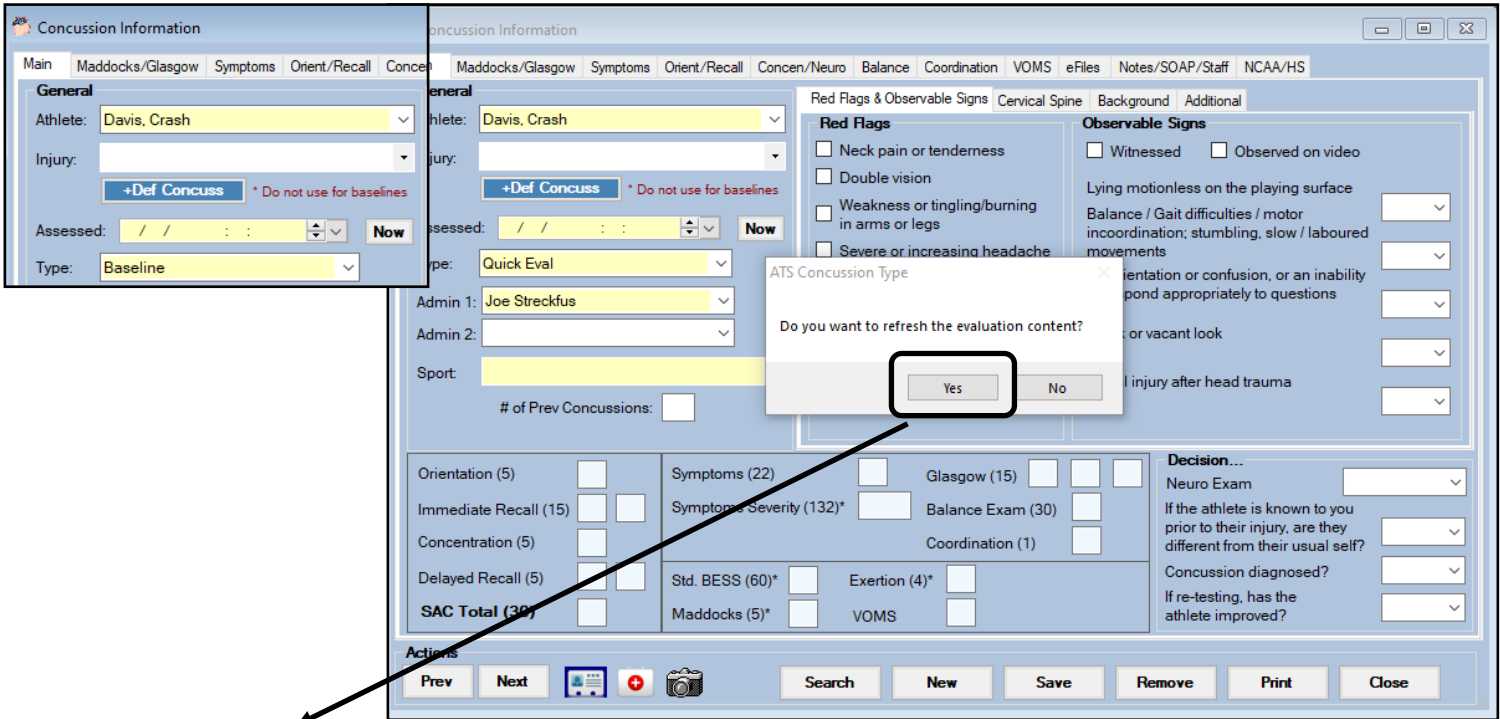 Concussion Information
Main Maddocks/Glasgow Symptoms Orient/Recall Concen
General
Athlete: Davis, Crash
Injury:
+Def Concuss * Do not use for baselines
Assessed: / / : : Now
Type: Baseline
oncussion Information
Maddocks/Glasgow Symptoms Orient/Recall Concen/Neuro Balance Coordination VOMS eFiles Notes/SOAP/Staff NCAA/HS
eneral
hlete: Davis, Crash
jury:
+Def Concuss * Do not use for baselines
ssessed: / / : : Now
ype: Quick Eval
Admin 1: Joe Streckfus
Admin 2:
Sport:
# of Prev Concussions:
Red Flags & Observable Signs Cervical Spine Background Additional
Red Flags
Neck pain or tenderness
Double vision
Weakness or tingling/burning
in arms or legs
Severe or increasing headache
Observable Signs
Witnessed Observed on video
Lying motionless on the playing surface
Balance / Gait difficulties / motor
incoordination; stumbling, slow / laboured
movements
ientation or confusion, or an inability
pond appropriately to questions
or vacant look
l injury after head trauma
ATS Concussion Type
Do you want to refresh the evaluation content?
Yes No
Orientation (5)
Immediate Recall (15)
Concentration (5)
Delayed Recall (5)
SAC Total (30)
Symptoms (22)
Symptoms Severity (132)*
Glasgow (15)
Balance Exam (30)
Coordination (1)
Std. BESS (60)* Exertion (4)*
Maddocks (5)* VOMS
Decision...
Neuro Exam
If the athlete is known to you
prior to their injury, are they
different from their usual self?
Concussion diagnosed?
If re-testing, has the
athlete improved?
Actions
Prev Next Search New Save Remove Print Close